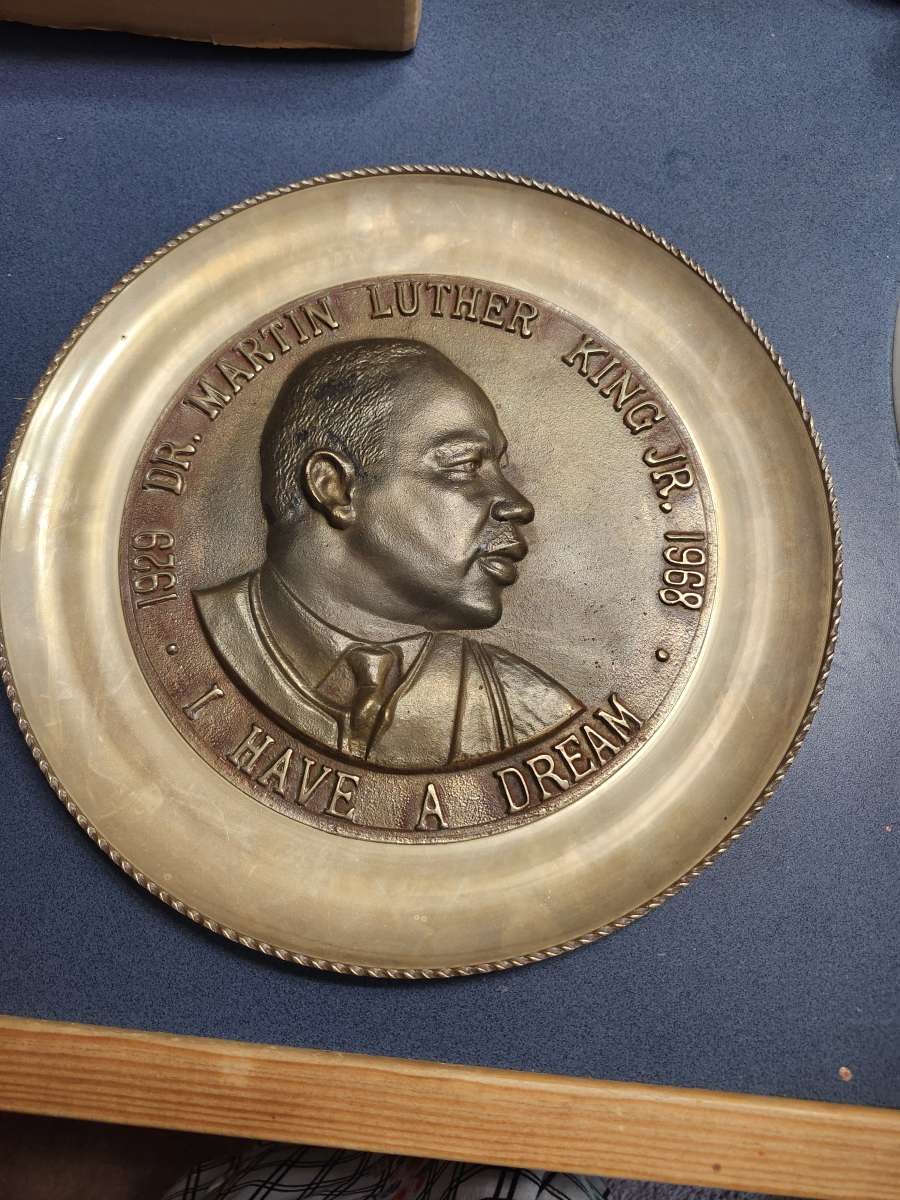 1929 DR. MARTIN LUTHER KING JR. 1968
I HAVE A DREAM